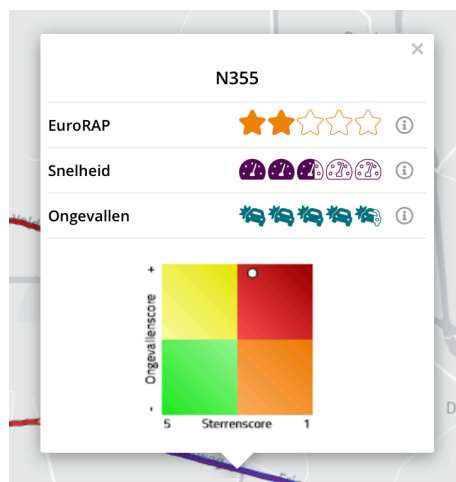 ×
N355
EuroRAP
Snelheid
Ongevallen
+
Ongevallenscore
-
5 Sterrenscore 1
D